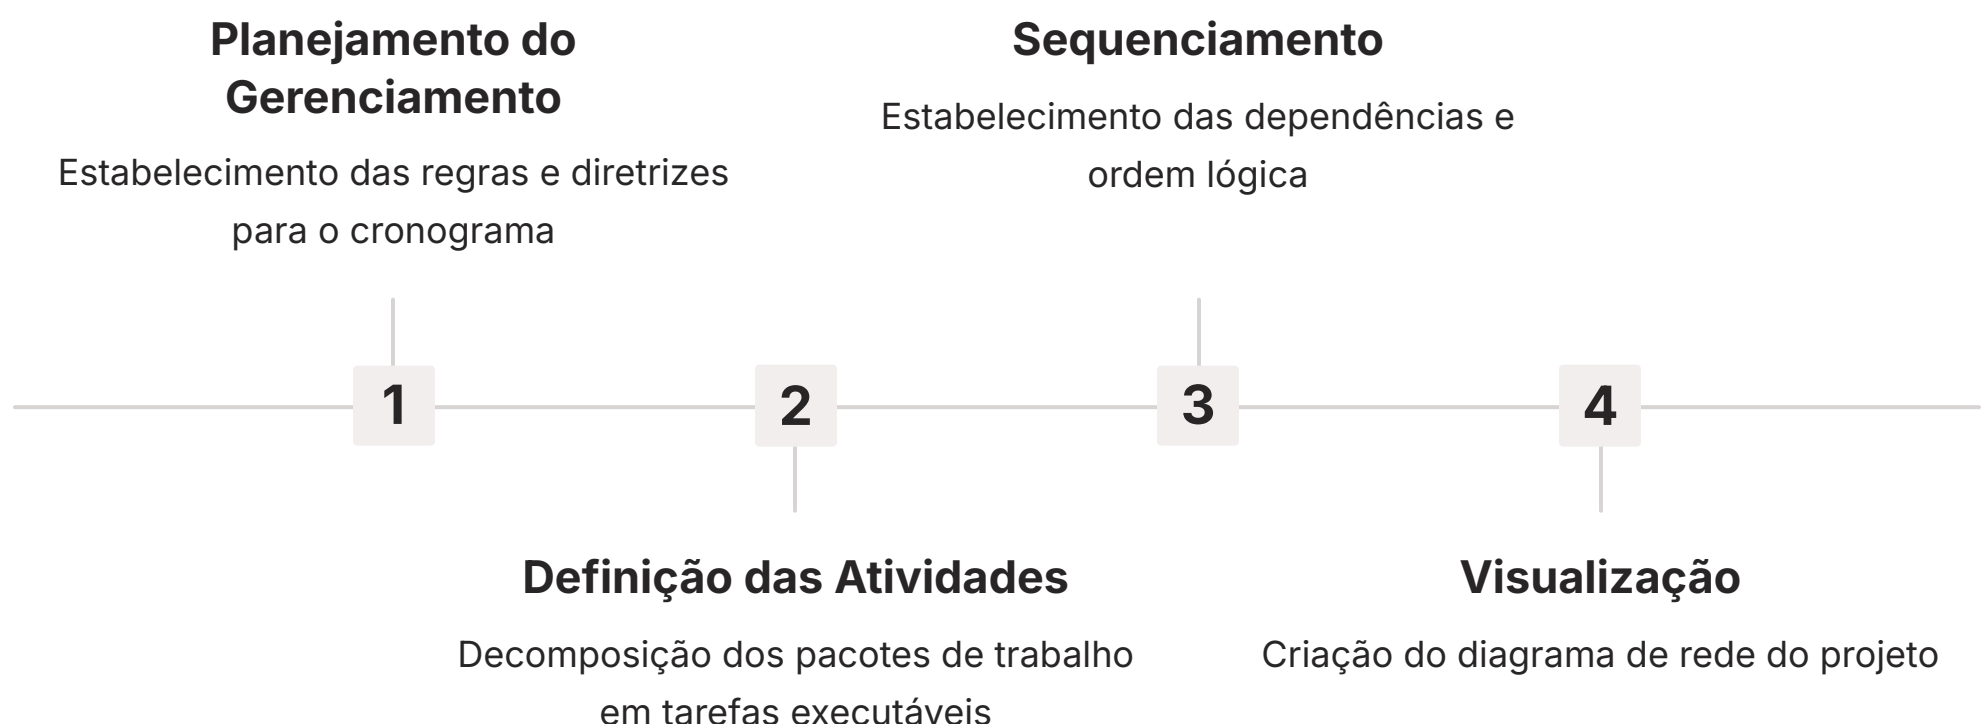 Planejamento do
Gerenciamento
Estabelecimento das regras e diretrizes
para o cronograma
Sequenciamento
Estabelecimento das dependências e
ordem lógica
1
2
3
4
Definição das Atividades
Decomposição dos pacotes de trabalho
em tarefas executáveis
Visualização
Criação do diagrama de rede do projeto